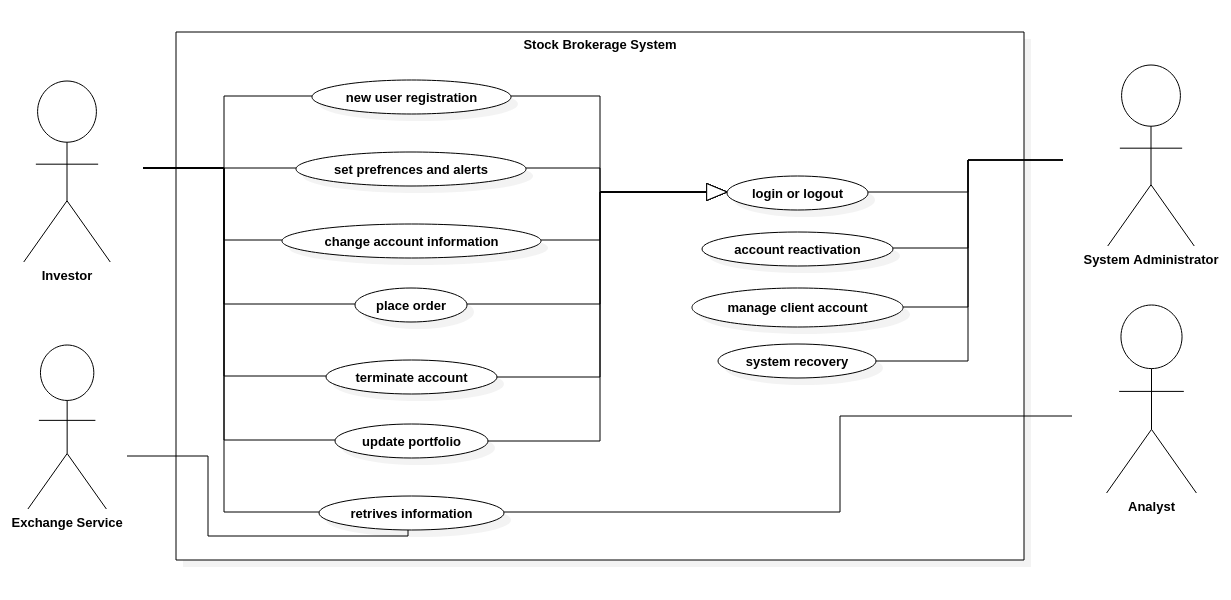 Stock Brokerage System
new user registration
set prefrences and alerts
change account information
place order
terminate account
update portfolio
retrives information
login or logout
account reactivation
manage client account
system recovery
Investor
Exchange Service
System Administrator
Analyst